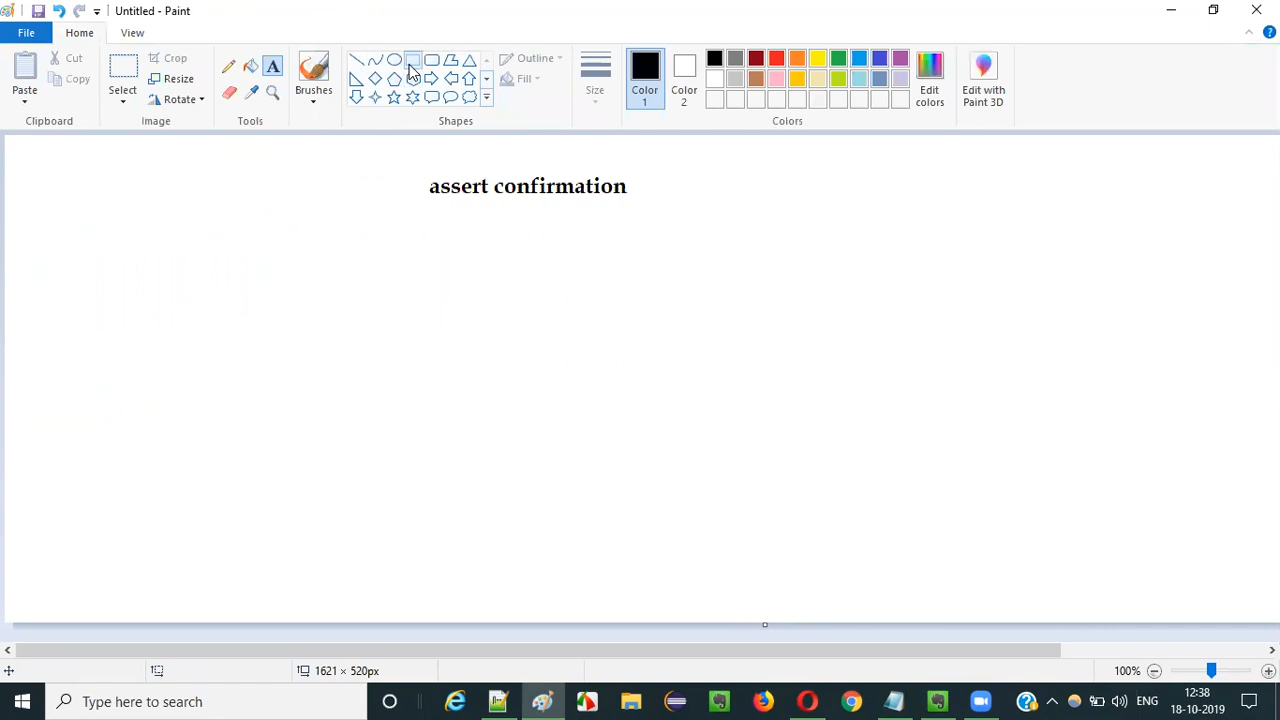 Untitled - Paint
File
Home
View
Paste
Cut
Copy
Clipboard
Select
Crop
Resize
Rotate
Image
A
Tools
Brushes
Outline
Fill
Shapes
Size
Color 1
Color 2
Edit colors
Colors
Edit with Paint 3D
assert confirmation
1621 × 520px
100%
Type here to search
ENG
12:38
18-10-2019